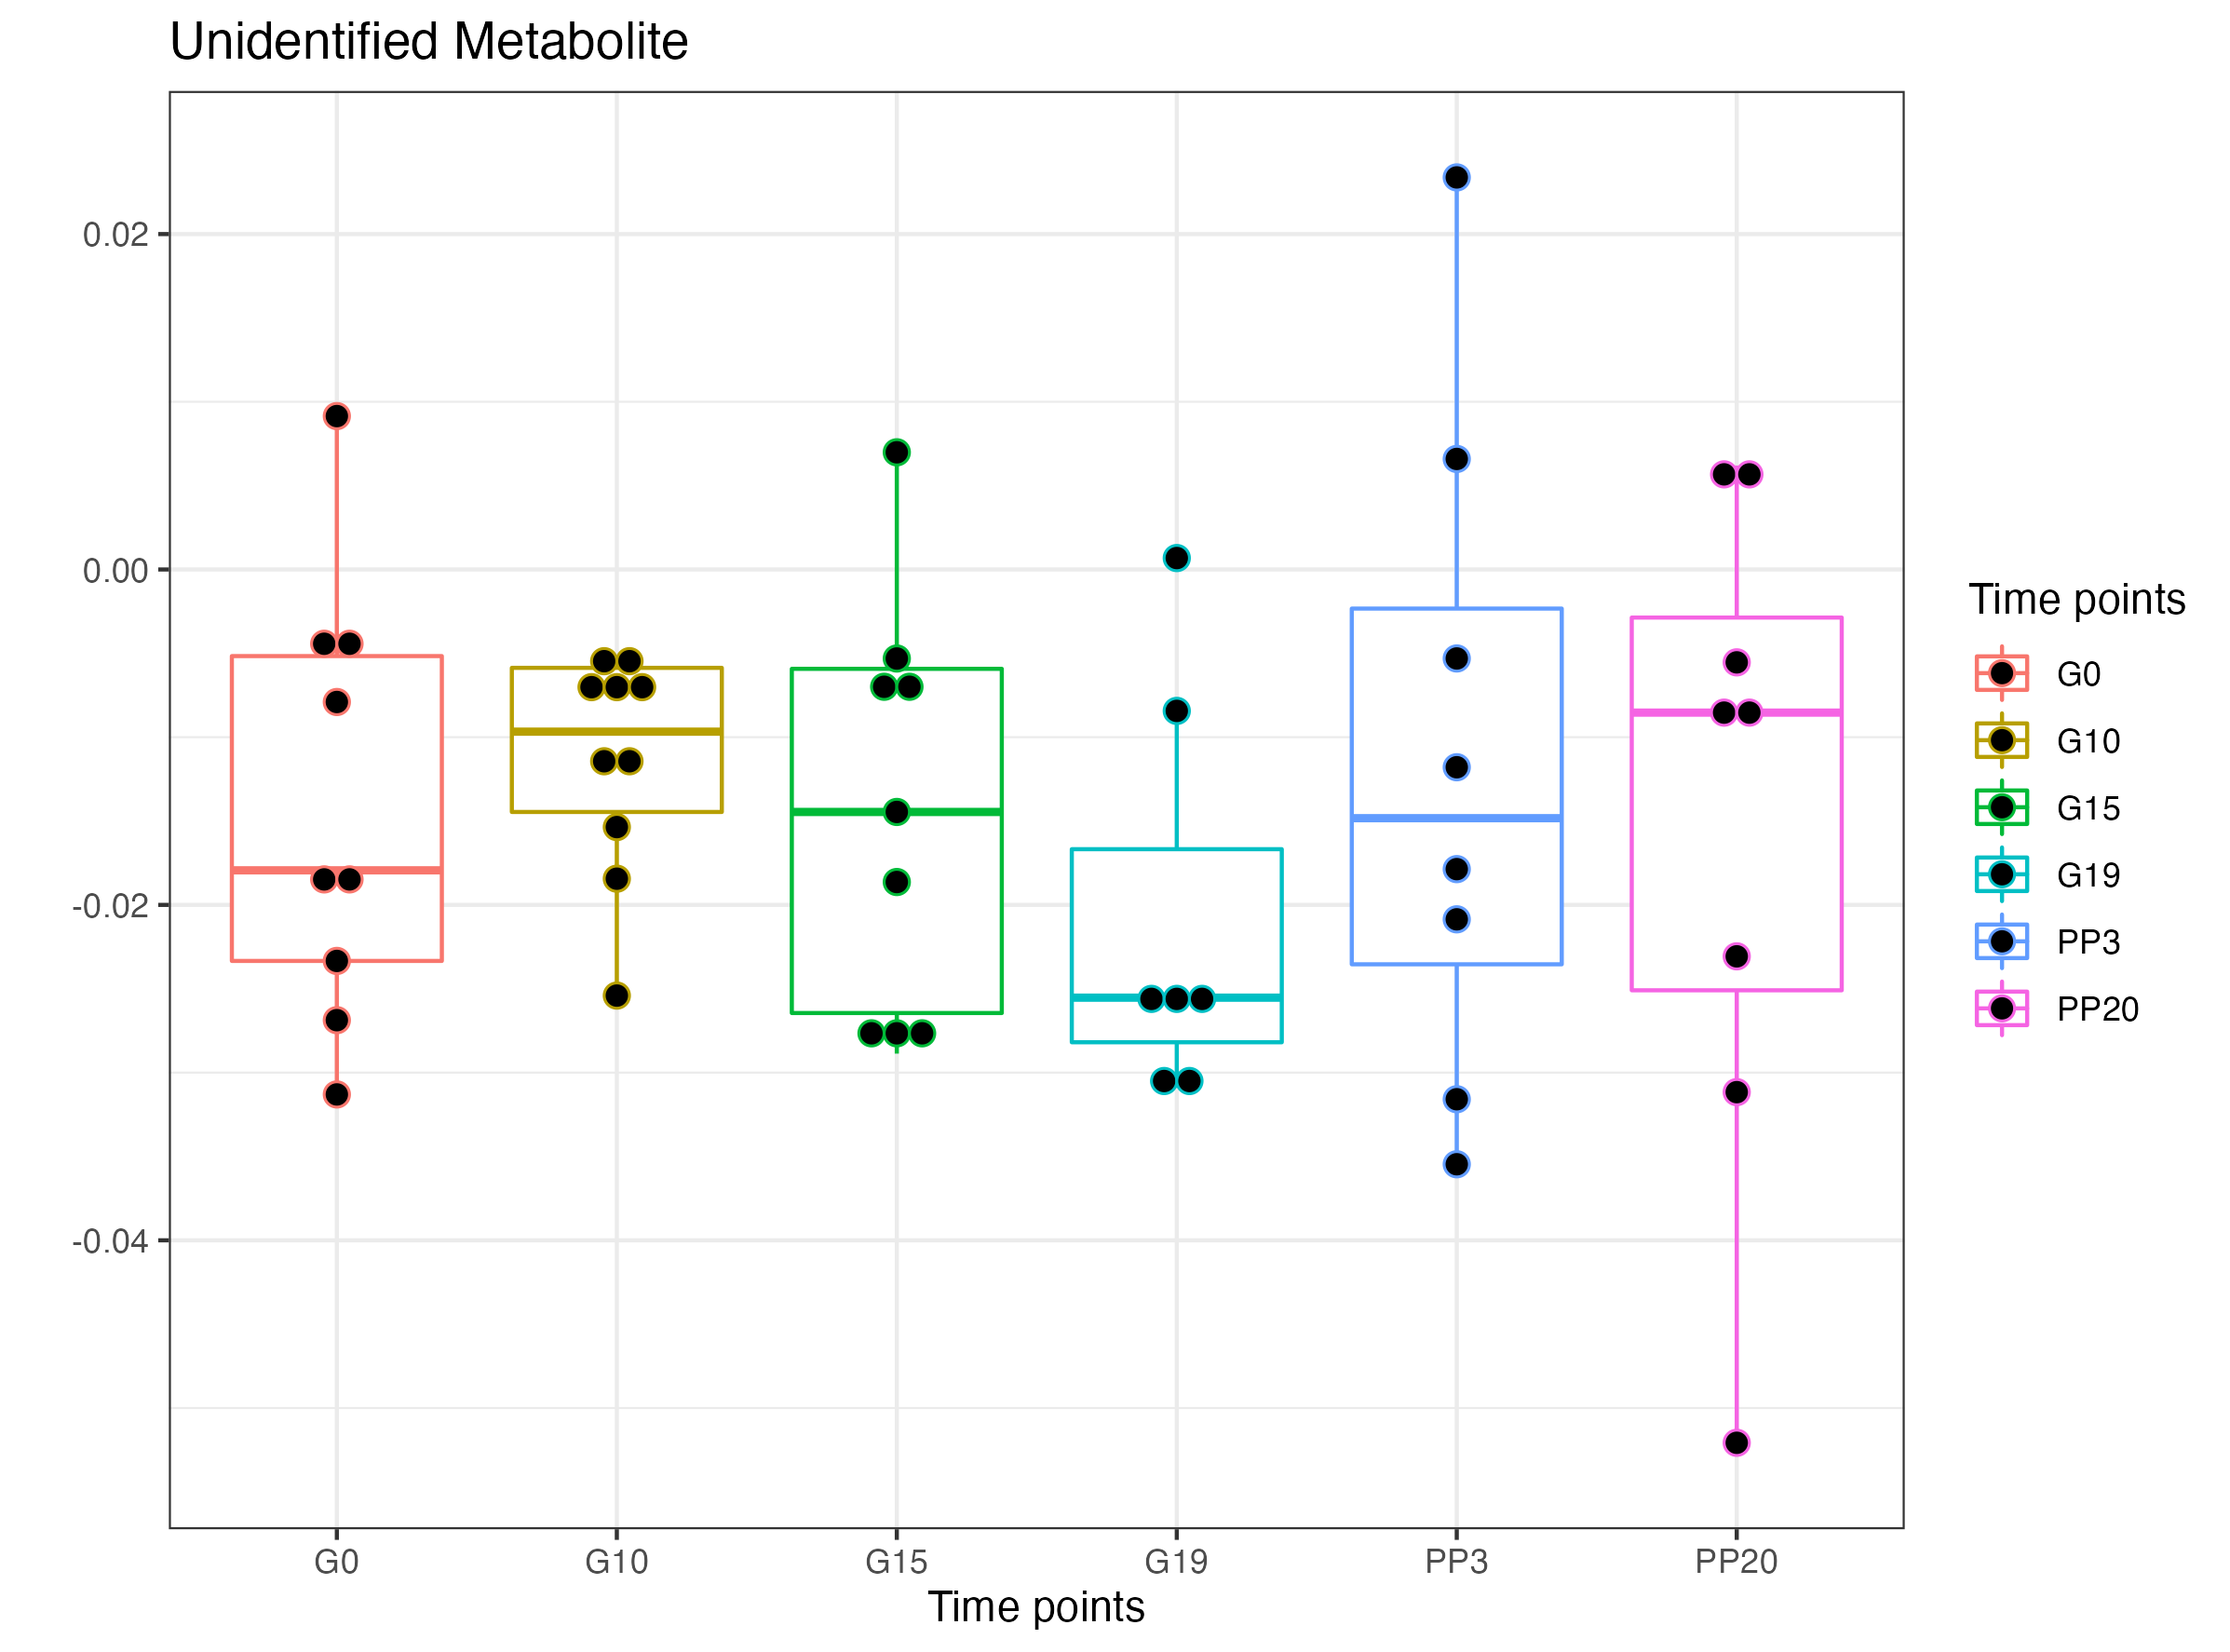 Unidentified Metabolite
0.02
0.00
-0.02
-0.04
G0 G10 G15 G19 PP3 PP20
Time points
Time points
G0
G10
G15
G19
PP3
PP20